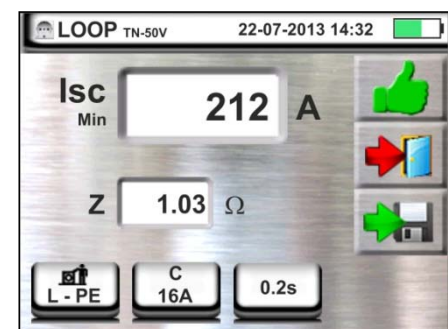 LOOP TN-50V 22-07-2013 14:32
Isc 212 A
Min
Z 1.03 Ω
L - PE
C
16A
0.2s